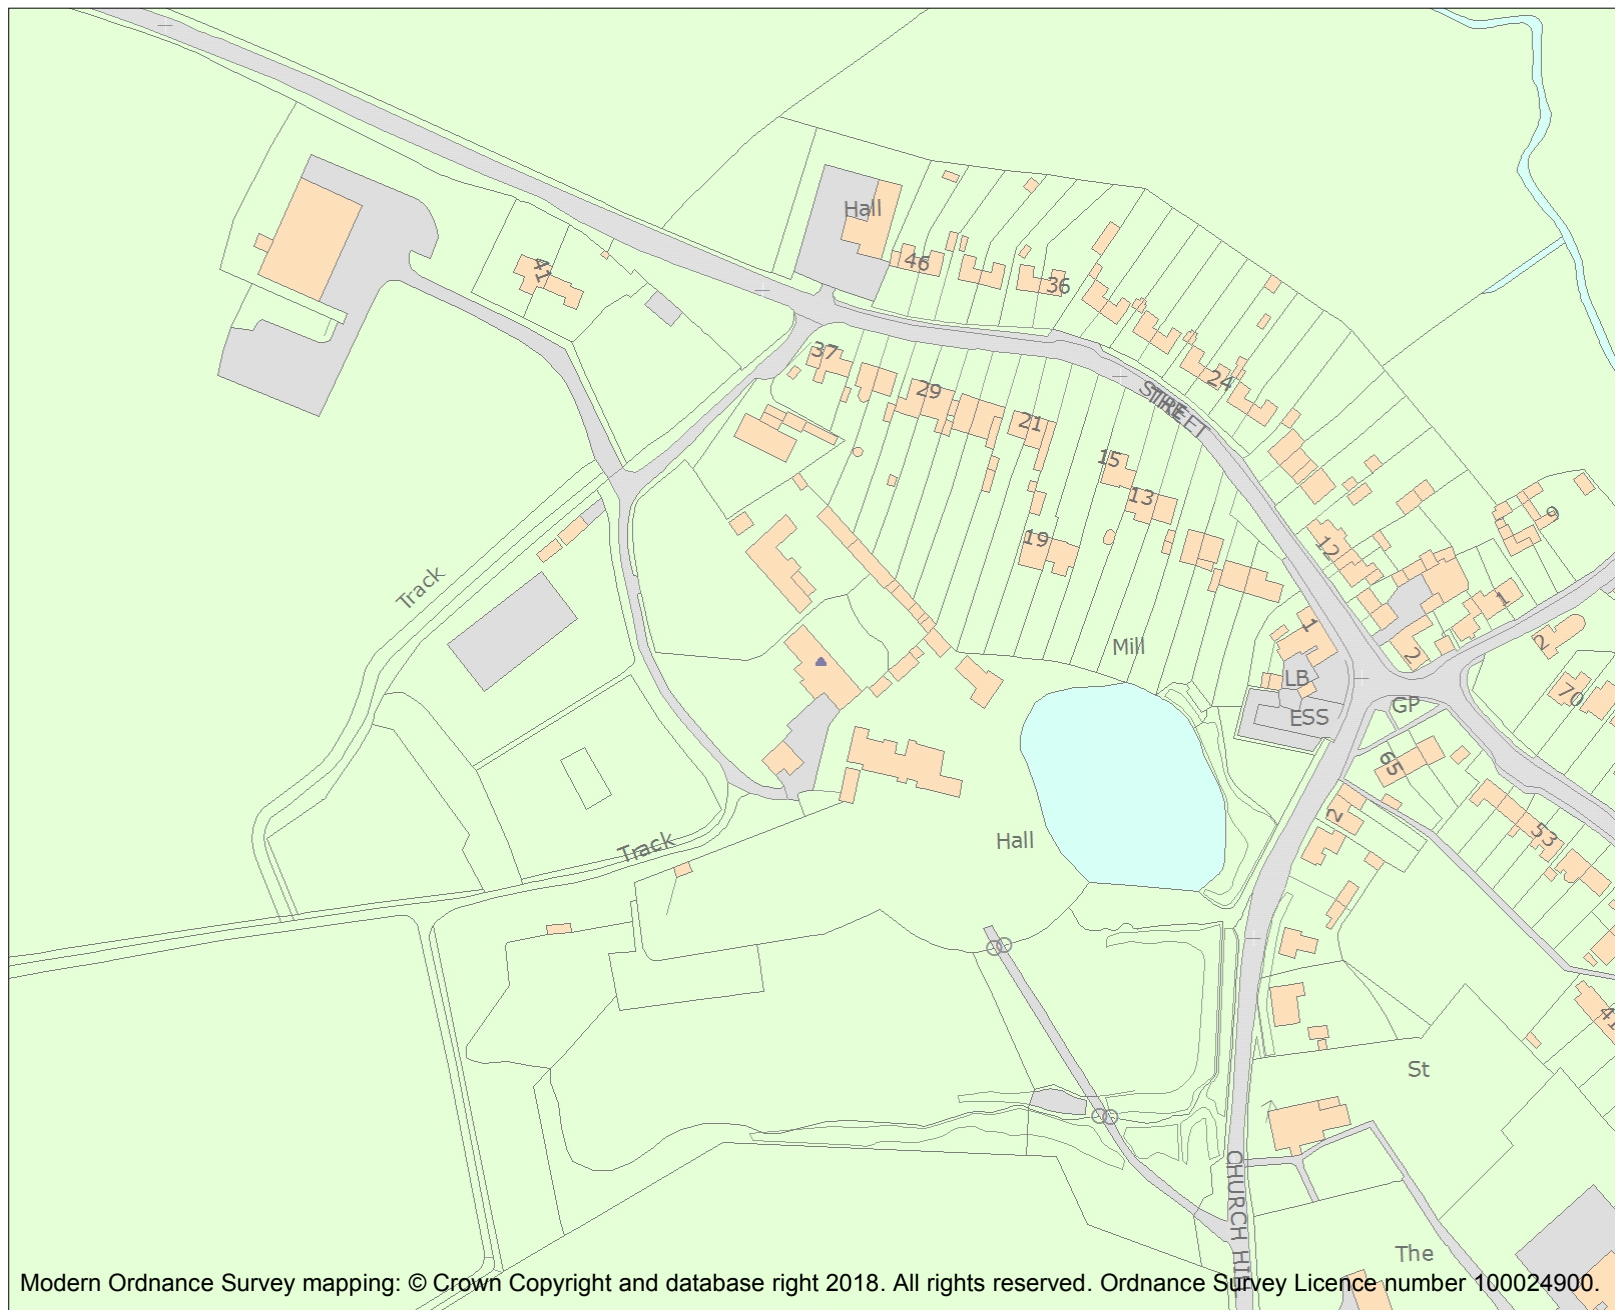 Hall
46
36
41
37
29
24
THE
STREET
21
15
13
19
12
9
1
2
Track
1
2
Mill
LB
ESS
GP
70
65
2
53
Hall
Track
41
St
CHURCH HIL
The
Modern Ordnance Survey mapping: © Crown Copyright and database right 2018. All rights reserved. Ordnance Survey Licence number 100024900.